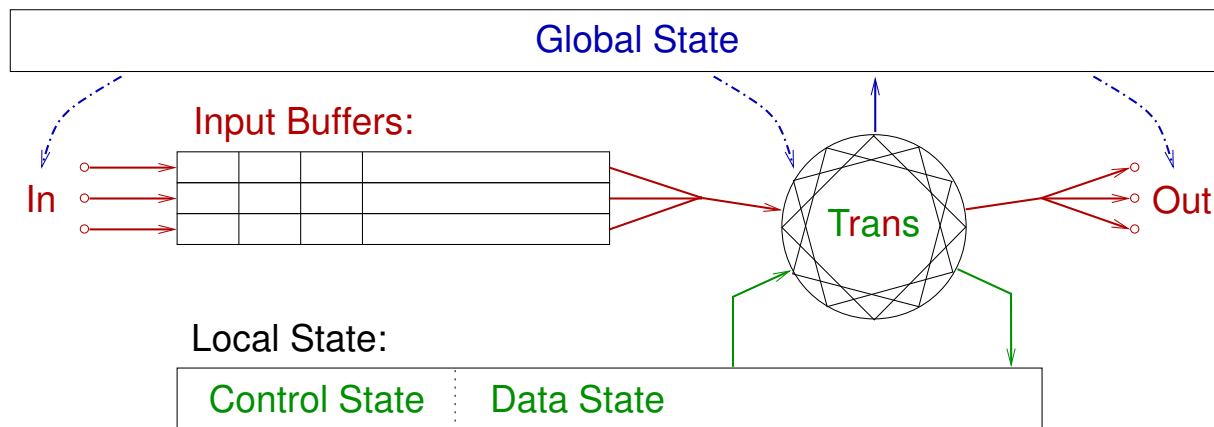 Global State
Input Buffers:
In
Trans
Out
Local State:
Control State
Data State